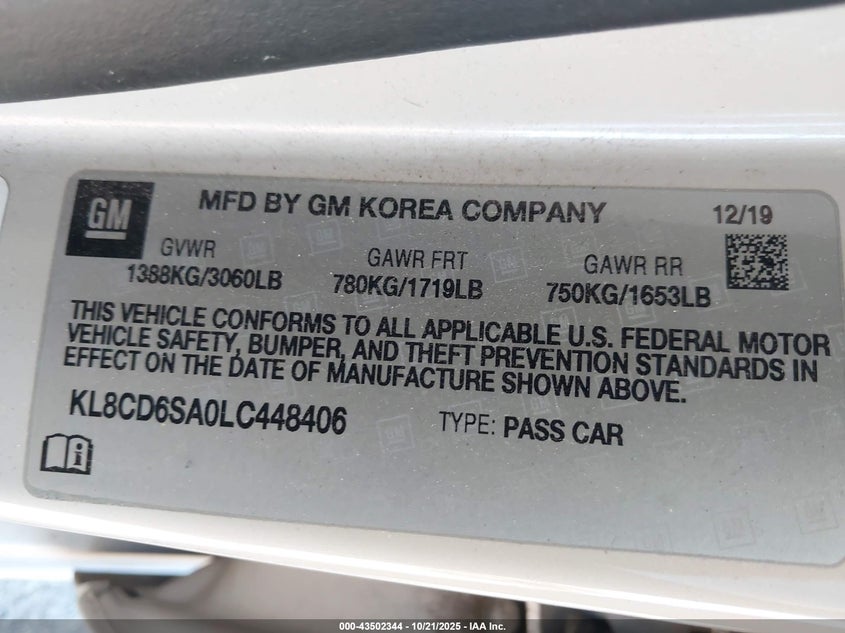 GM
MFD BY GM KOREA COMPANY 12/19
GVWR GAWR FRT GAWR RR
1388KG/3060LB 780KG/1719LB 750KG/1653LB
THIS VEHICLE CONFORMS TO ALL APPLICABLE U.S. FEDERAL MOTOR
VEHICLE SAFETY, BUMPER, AND THEFT PREVENTION STANDARDS IN
EFFECT ON THE DATE OF MANUFACTURE SHOWN ABOVE.
KL8CD6SA0LC448406 TYPE: PASS CAR
000-43502344 | 10/21/2025 - IAA Inc.